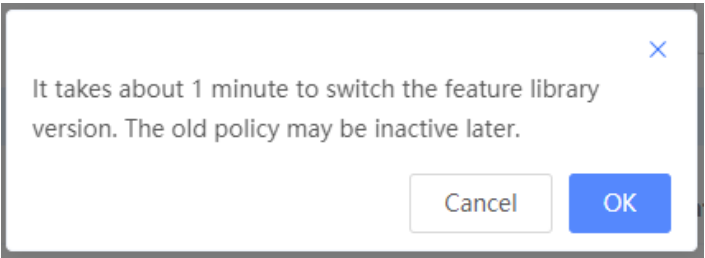 It takes about 1 minute to switch the feature library
version. The old policy may be inactive later.
Cancel
OK